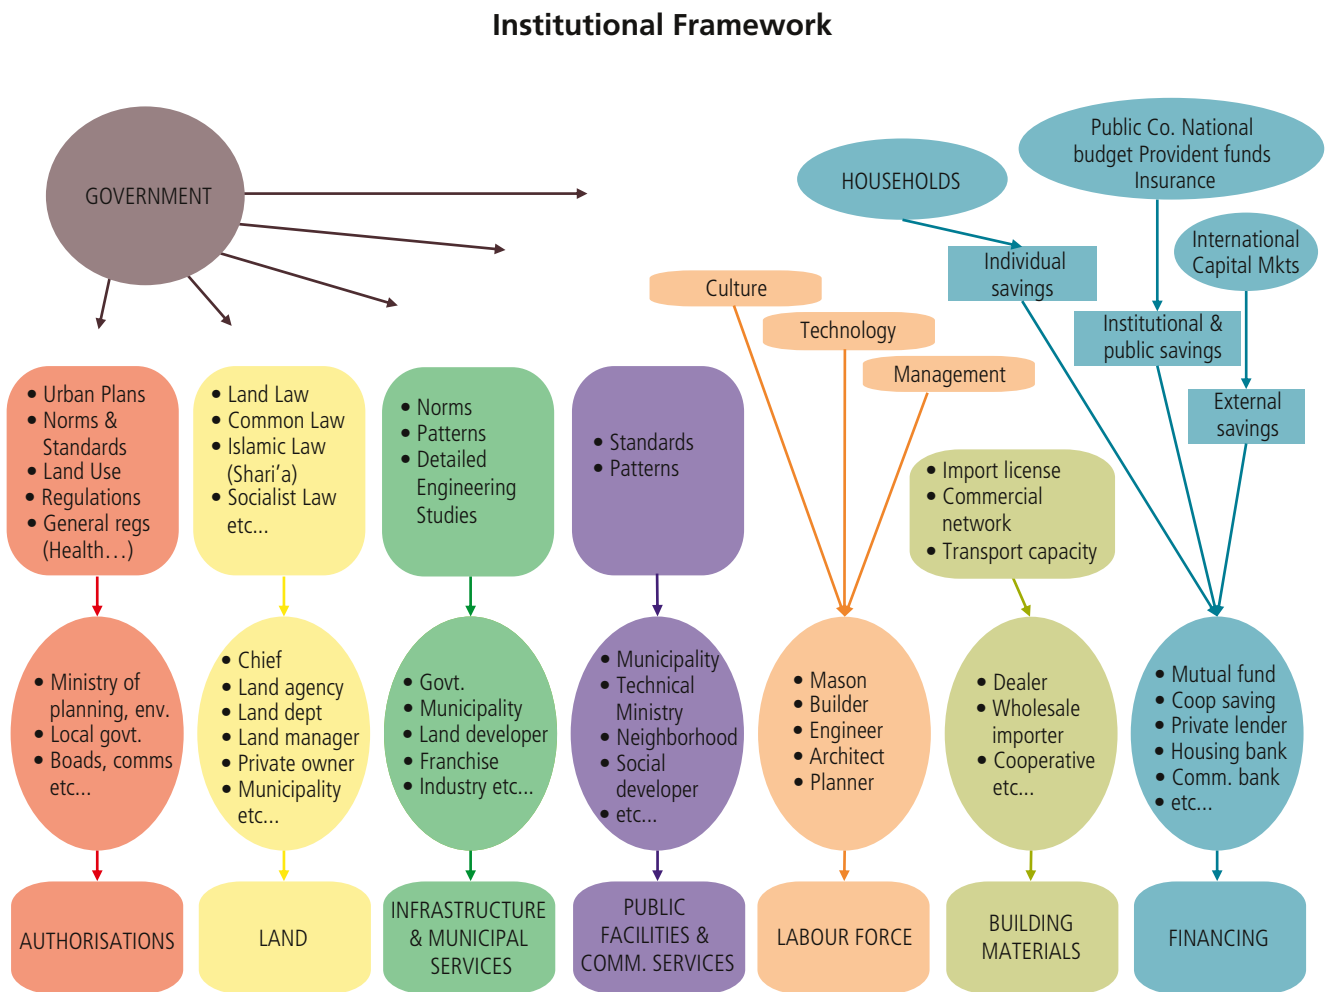 Institutional Framework
GOVERNMENT
HOUSEHOLDS
Public Co. National
budget Provident funds
Insurance
International
Capital Mkts
Individual
savings
Institutional &
public savings
External
savings
Culture
Technology
Management
• Urban Plans
• Norms &
Standards
• Land Use
• Regulations
• General regs
(Health...)
• Land Law
• Common Law
• Islamic Law
(Shari'a)
• Socialist Law
etc...
• Norms
• Patterns
• Detailed
Engineering
Studies
• Standards
• Patterns
• Import license
• Commercial
network
• Transport capacity
• Ministry of
planning, env.
• Local govt.
• Boads, comms
etc...
• Chief
• Land agency
• Land dept
• Land manager
• Private owner
• Municipality
etc...
• Govt.
• Municipality
• Land developer
• Franchise
• Industry etc...
• Municipality
• Technical
Ministry
• Neighborhood
• Social
developer
• etc...
• Mason
• Builder
• Engineer
• Architect
• Planner
• Dealer
• Wholesale
importer
• Cooperative
etc...
• Mutual fund
• Coop saving
• Private lender
• Housing bank
• Comm. bank
• etc...
AUTHORISATIONS
LAND
INFRASTRUCTURE
& MUNICIPAL
SERVICES
PUBLIC
FACILITIES &
COMM. SERVICES
LABOUR FORCE
BUILDING
MATERIALS
FINANCING